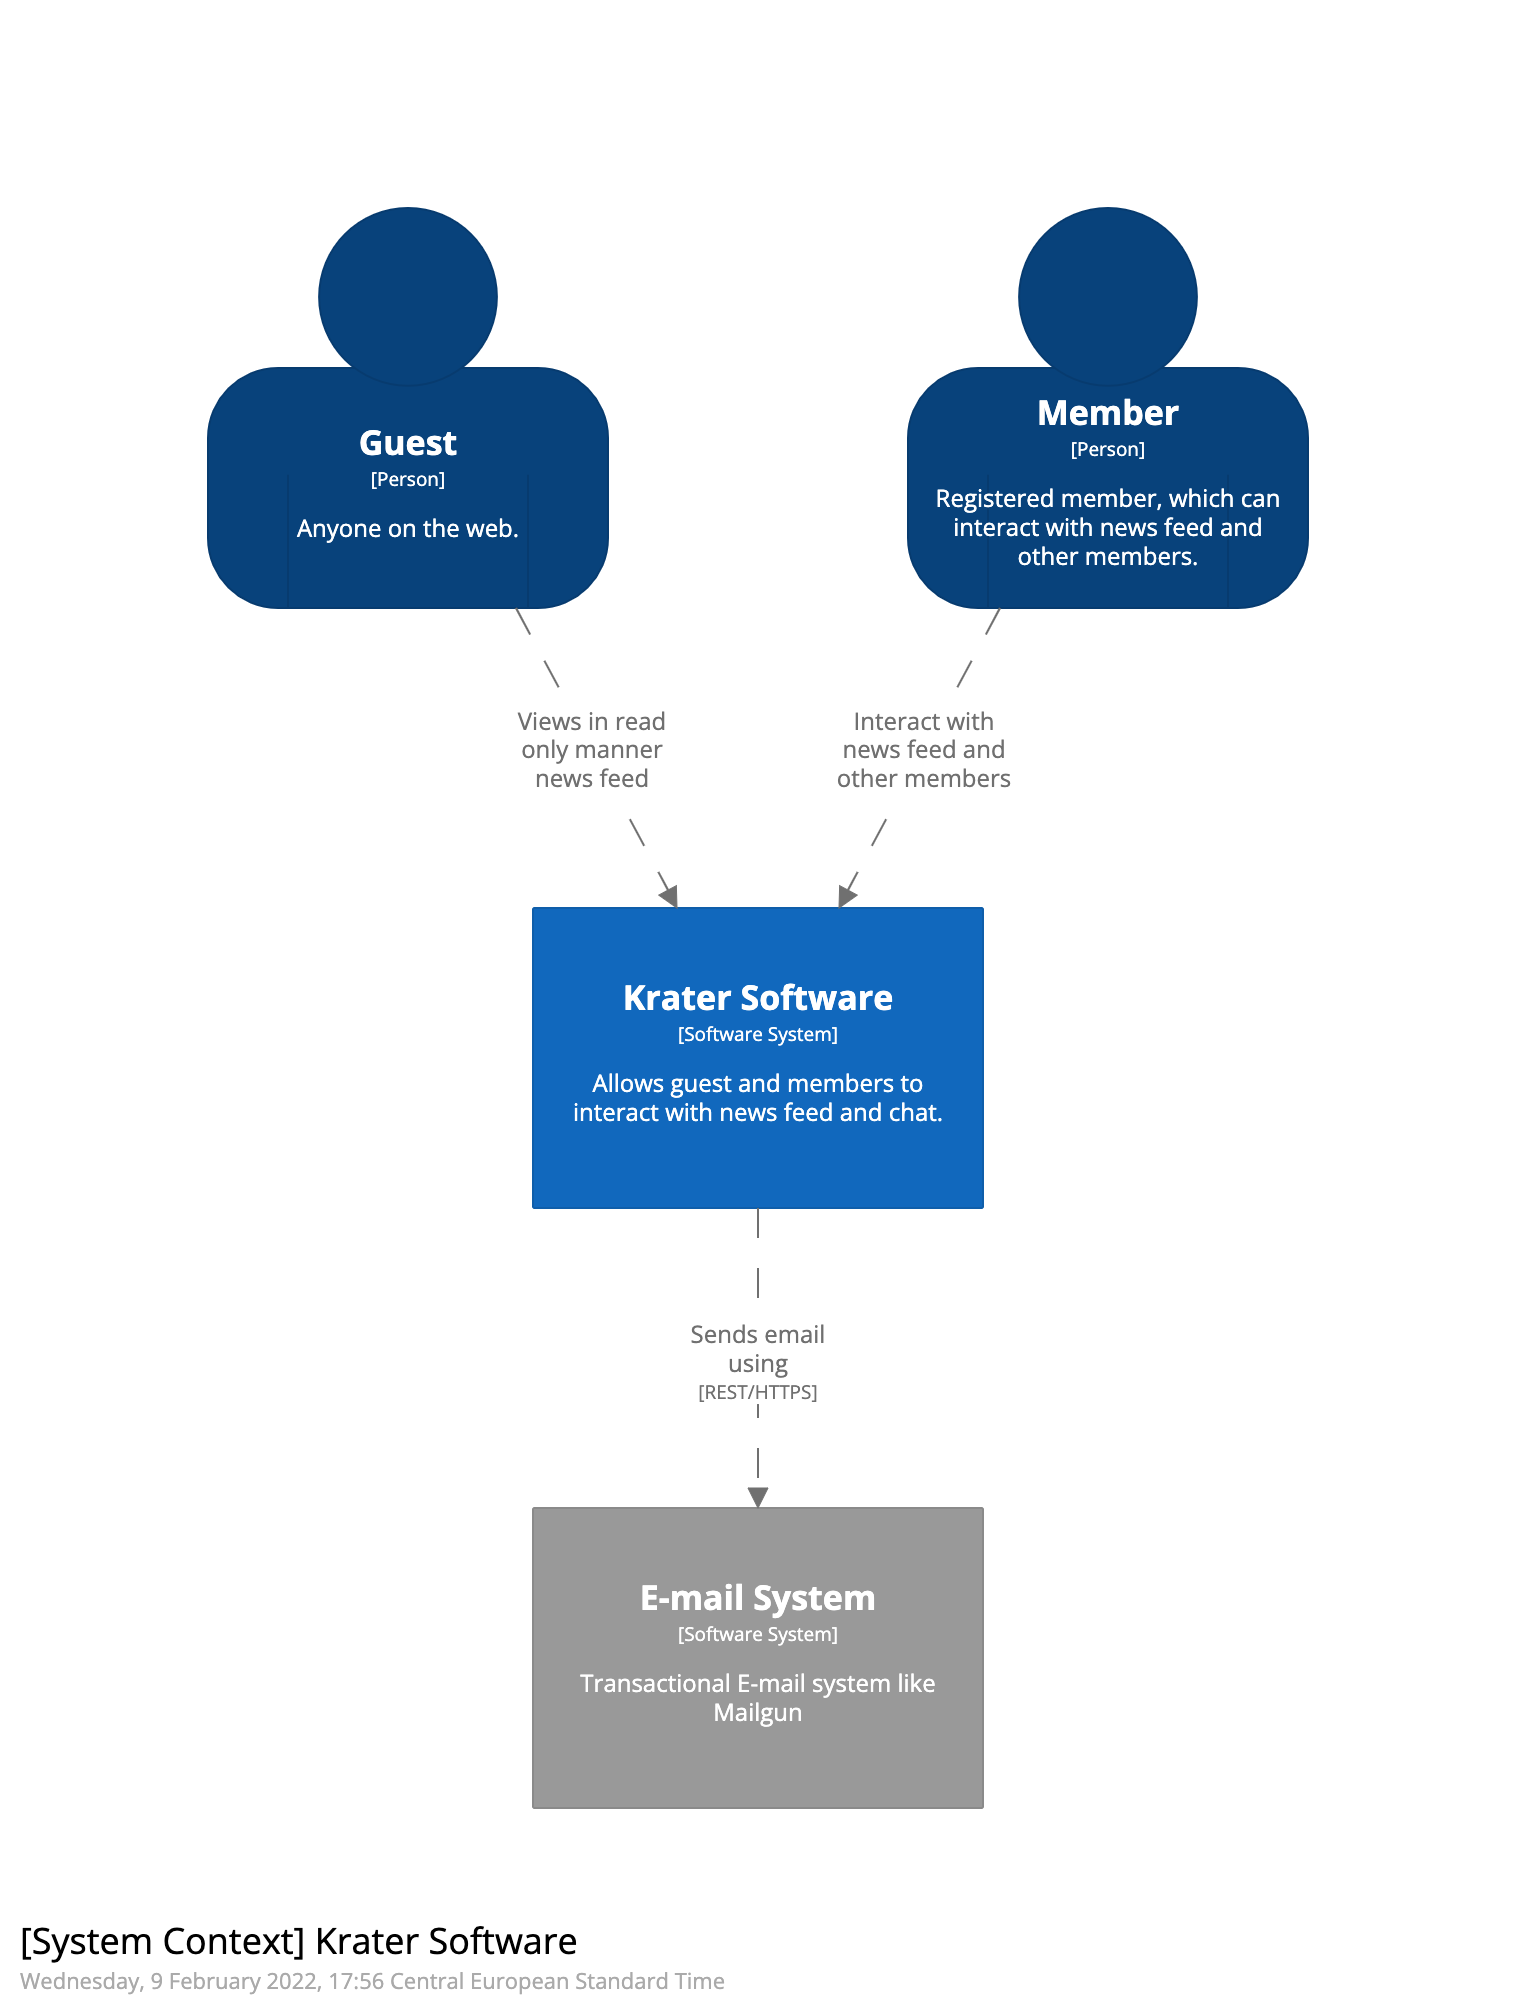 Guest
[Person]
Anyone on the web.
Member
[Person]
Registered member, which can
interact with news feed and
other members.
Views in read
only manner
news feed
Interact with
news feed and
other members
Krater Software
[Software System]
Allows guest and members to
interact with news feed and chat.
Sends email
using
[REST/HTTPS]
E-mail System
[Software System]
Transactional E-mail system like
Mailgun
[System Context] Krater Software
Wednesday, 9 February 2022, 17:56 Central European Standard Time